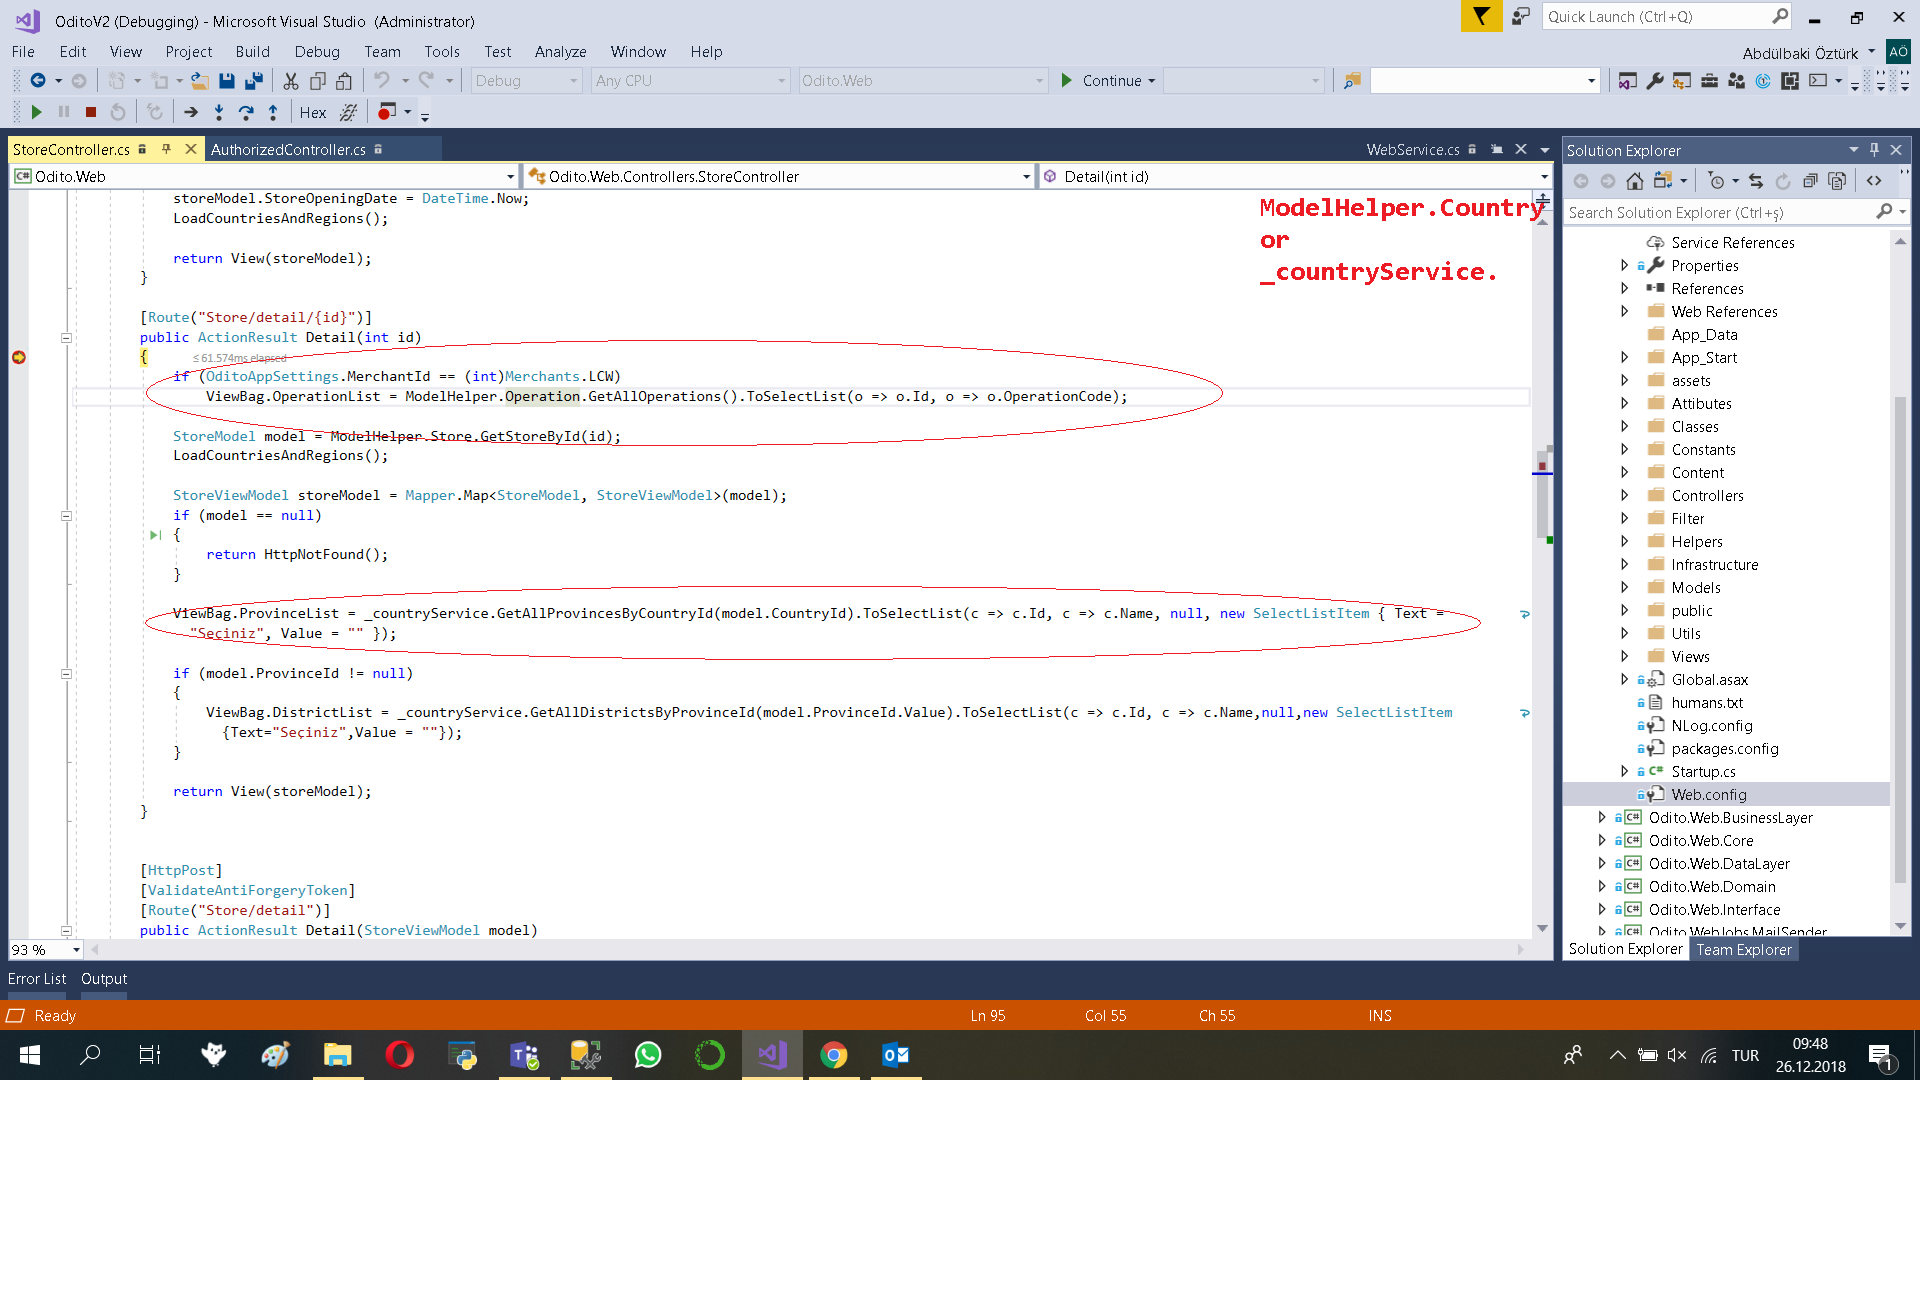 OditoV2 (Debugging) - Microsoft Visual Studio (Administrator)
Quick Launch (Ctrl+Q)
File Edit View Project Build Debug Team Tools Test Analyze Window Help
Abdülbaki Öztürk AÖ
Debug Any CPU Odito.Web Continue
Hex
StoreController.cs AuthorizedController.cs WebService.cs
Odito.Web Odito.Web.Controllers.StoreController Detail(int id)
storeModel.StoreOpeningDate = DateTime.Now;
LoadCountriesAndRegions();
return View(storeModel);
}
ModelHelper.Country
or
_countryService.
[Route("Store/detail/{id}")]
public ActionResult Detail(int id)
{ ≤ 61.574ms elapsed
if (OditoAppSettings.MerchantId == (int)Merchants.LCW)
ViewBag.OperationList = ModelHelper.Operation.GetAllOperations().ToSelectList(o => o.Id, o => o.OperationCode);
StoreModel model = ModelHelper.Store.GetStoreById(id);
LoadCountriesAndRegions();
StoreViewModel storeModel = Mapper.Map<StoreModel, StoreViewModel>(model);
if (model == null)
{
return HttpNotFound();
}
ViewBag.ProvinceList = _countryService.GetAllProvincesByCountryId(model.CountryId).ToSelectList(c => c.Id, c => c.Name, null, new SelectListItem { Text =
"Seçiniz", Value = "" });
if (model.ProvinceId != null)
{
ViewBag.DistrictList = _countryService.GetAllDistrictsByProvinceId(model.ProvinceId.Value).ToSelectList(c => c.Id, c => c.Name,null,new SelectListItem
{Text="Seçiniz",Value = ""});
}
return View(storeModel);
}
[HttpPost]
[ValidateAntiForgeryToken]
[Route("Store/detail")]
public ActionResult Detail(StoreViewModel model)
93 %
Solution Explorer
Search Solution Explorer (Ctrl+ş)
Service References
Properties
References
Web References
App_Data
App_Start
assets
Attibutes
Classes
Constants
Content
Controllers
Filter
Helpers
Infrastructure
Models
public
Utils
Views
Global.asax
humans.txt
NLog.config
packages.config
C# Startup.cs
Web.config
C# Odito.Web.BusinessLayer
C# Odito.Web.Core
C# Odito.Web.DataLayer
C# Odito.Web.Domain
C# Odito.Web.Interface
C# Odito.WebJobs.MailSender
Solution Explorer Team Explorer
Error List Output
Ready Ln 95 Col 55 Ch 55 INS
TUR
09:48
26.12.2018
1